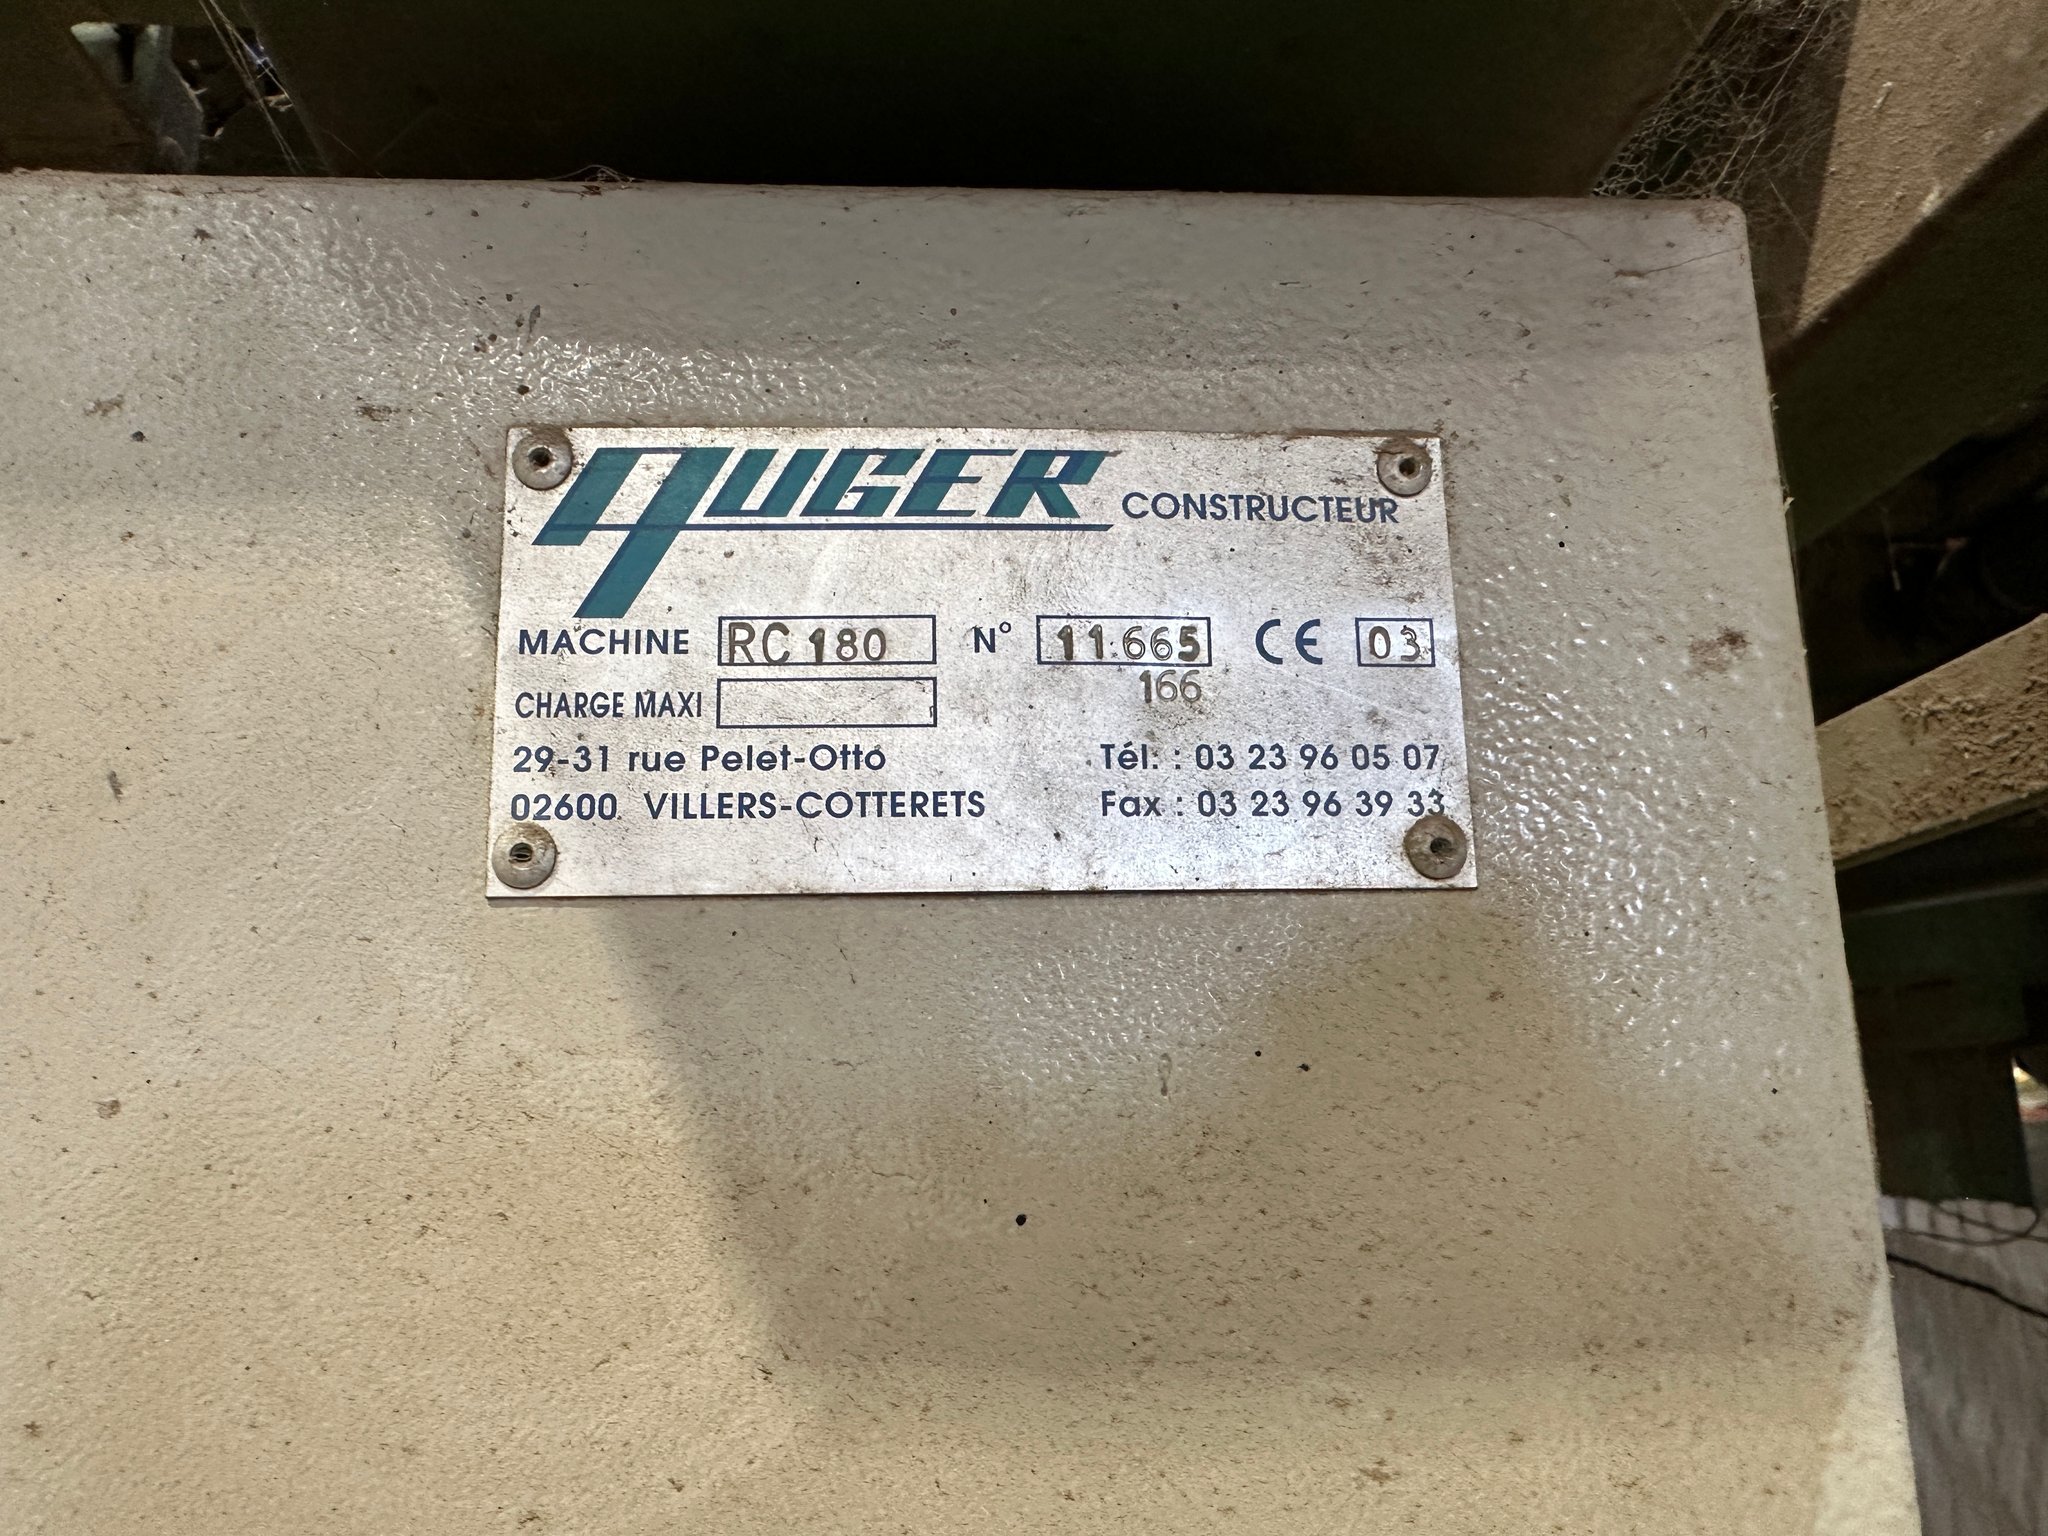 AUGER CONSTRUCTEUR
MACHINE RC 180 N° 11.665 CE 03
166
CHARGE MAXI
29-31 rue Pelet-Otto Tél. : 03 23 96 05 07
02600 VILLERS-COTTERETS Fax : 03 23 96 39 33